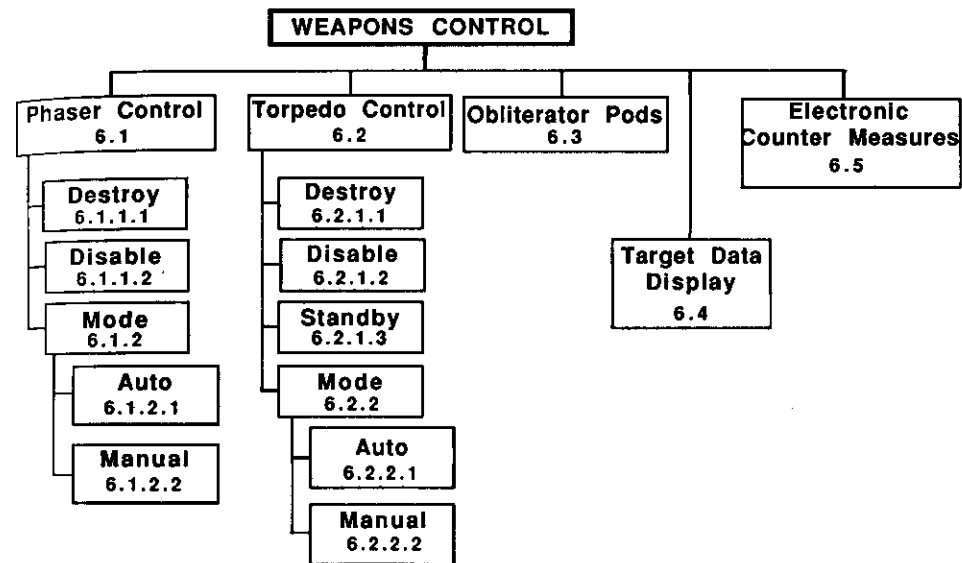 WEAPONS CONTROL
Phaser Control
6.1
Destroy
6.1.1.1
Disable
6.1.1.2
Mode
6.1.2
Auto
6.1.2.1
Manual
6.1.2.2
Torpedo Control
6.2
Destroy
6.2.1.1
Disable
6.2.1.2
Standby
6.2.1.3
Mode
6.2.2
Auto
6.2.2.1
Manual
6.2.2.2
Obliterator Pods
6.3
Target Data
Display
6.4
Electronic
Counter Measures
6.5